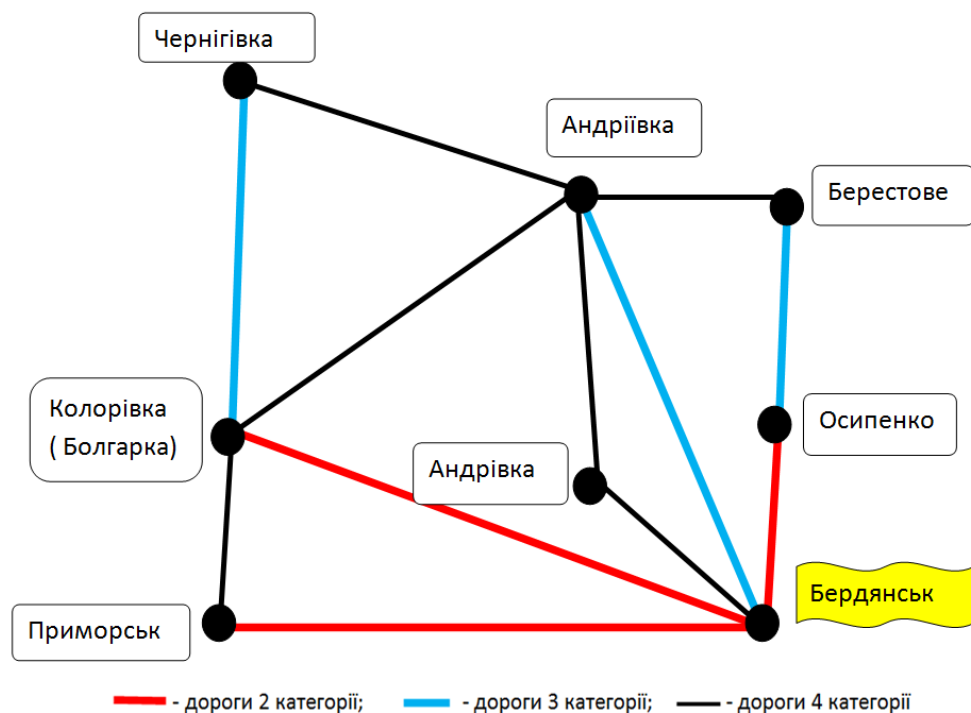 Чернігівка
Андріївка
Берестове
Колорівка
( Болгарка)
Осипенко
Андрівка
Бердянськ
Приморськ
- дороги 2 категорії; - дороги 3 категорії; - дороги 4 категорії